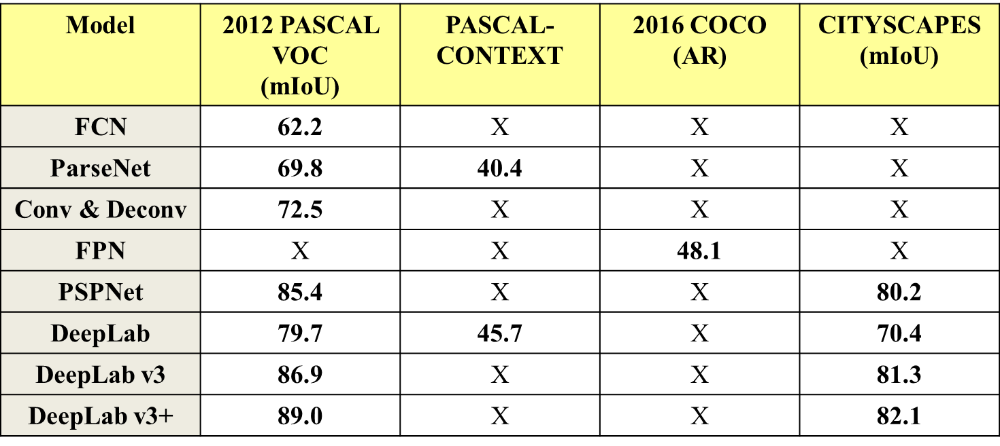 Model 2012 PASCAL VOC (mIoU) PASCAL-CONTEXT 2016 COCO (AR) CITYSCAPES (mIoU)
FCN 62.2 X X X
ParseNet 69.8 40.4 X X
Conv & Deconv 72.5 X X X
FPN X X 48.1 X
PSPNet 85.4 X X 80.2
DeepLab 79.7 45.7 X 70.4
DeepLab v3 86.9 X X 81.3
DeepLab v3+ 89.0 X X 82.1